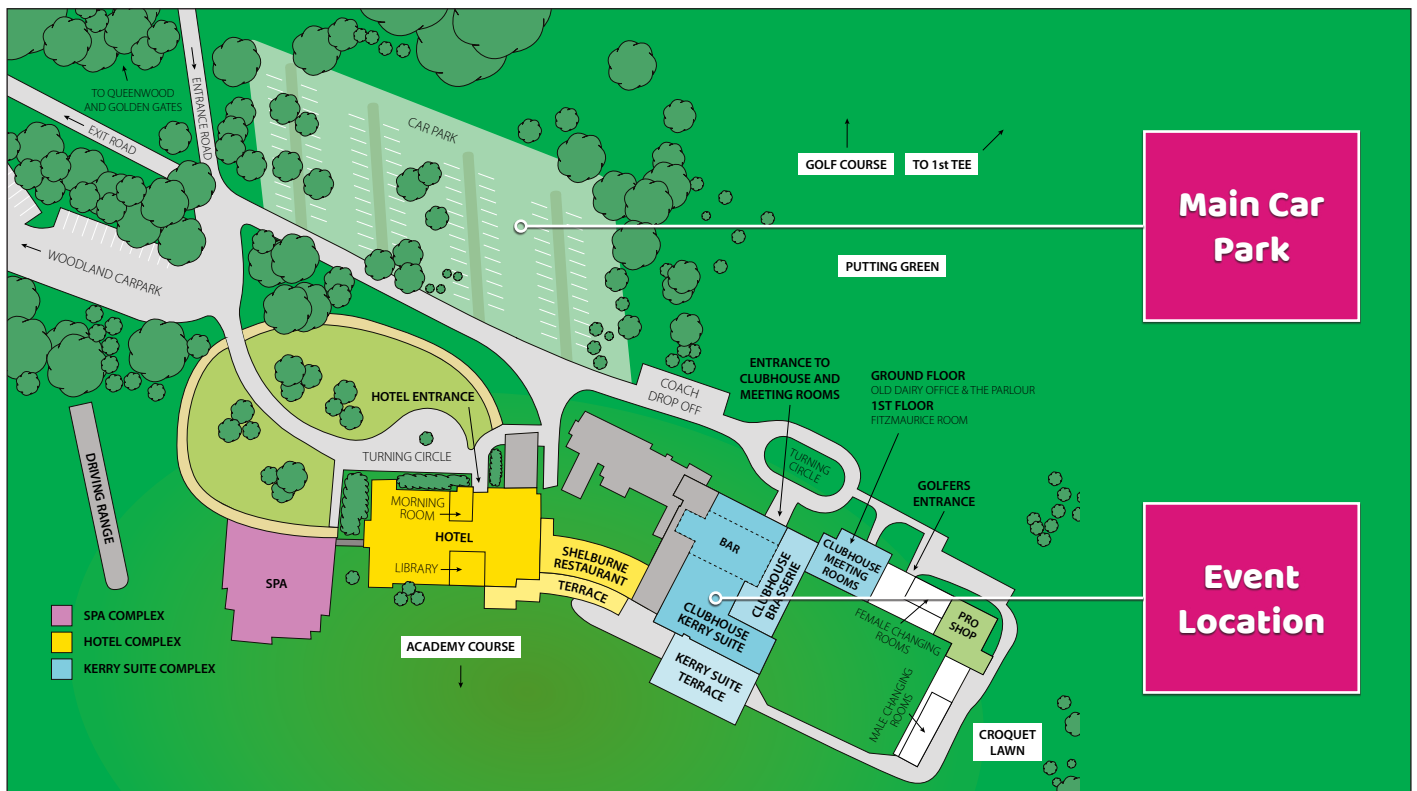 TO QUEENWOOD
AND GOLDEN GATES
ENTRANCE ROAD
EXIT ROAD
CAR PARK
GOLF COURSE
TO 1st TEE
Main Car
Park
WOODLAND CARPARK
PUTTING GREEN
HOTEL ENTRANCE
COACH
DROP OFF
ENTRANCE TO
CLUBHOUSE AND
MEETING ROOMS
GROUND FLOOR
OLD DAIRY OFFICE & THE PARLOUR
1ST FLOOR
FITZMAURICE ROOM
TURNING CIRCLE
TURNING
CIRCLE
GOLFERS
ENTRANCE
DRIVING RANGE
MORNING
ROOM
HOTEL
LIBRARY
SPA
SHELBURNE
RESTAURANT
TERRACE
BAR
CLUBHOUSE
BRASSERIE
CLUBHOUSE
MEETING
ROOMS
CLUBHOUSE
KERRY SUITE
KERRY SUITE
TERRACE
FEMALE CHANGING
ROOMS
PRO
SHOP
MALE CHANGING
ROOMS
Event
Location
SPA COMPLEX
HOTEL COMPLEX
KERRY SUITE COMPLEX
ACADEMY COURSE
CROQUET
LAWN